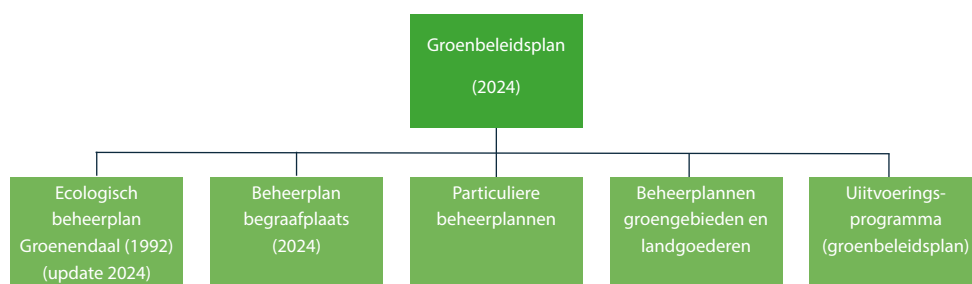 Groenbeleidsplan
(2024)
Ecologisch
beheerplan
Groenendaal (1992)
(update 2024)
Beheerplan
begraafplaats
(2024)
Particuliere
beheerplannen
Beheerplannen
groengebieden en
landgoederen
Uiitvoerings-
programma
(groenbeleidsplan)